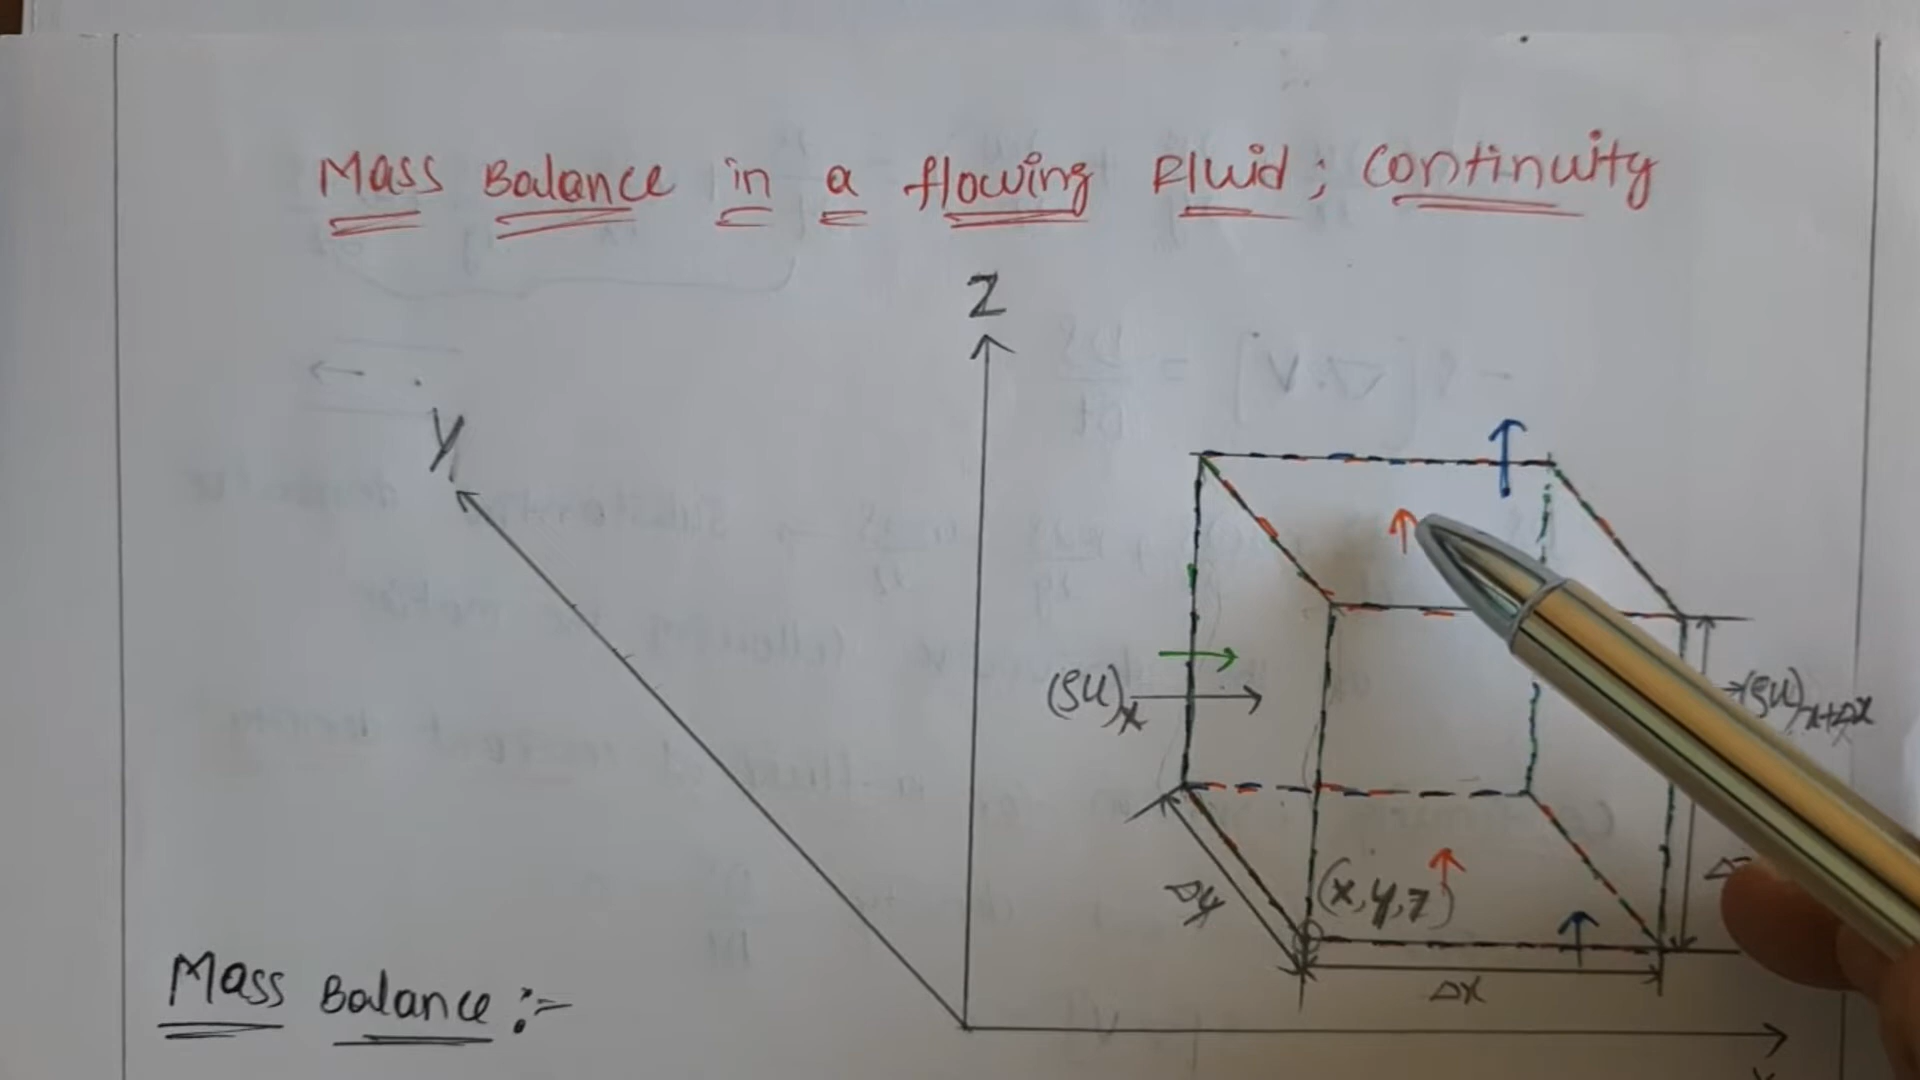 Mass Balance in a flowing Fluid; Continuity
Z
y
(ρu)x
(ρu)x+Δx
Δy
(x,y,z)
Δx
Mass Balance :-